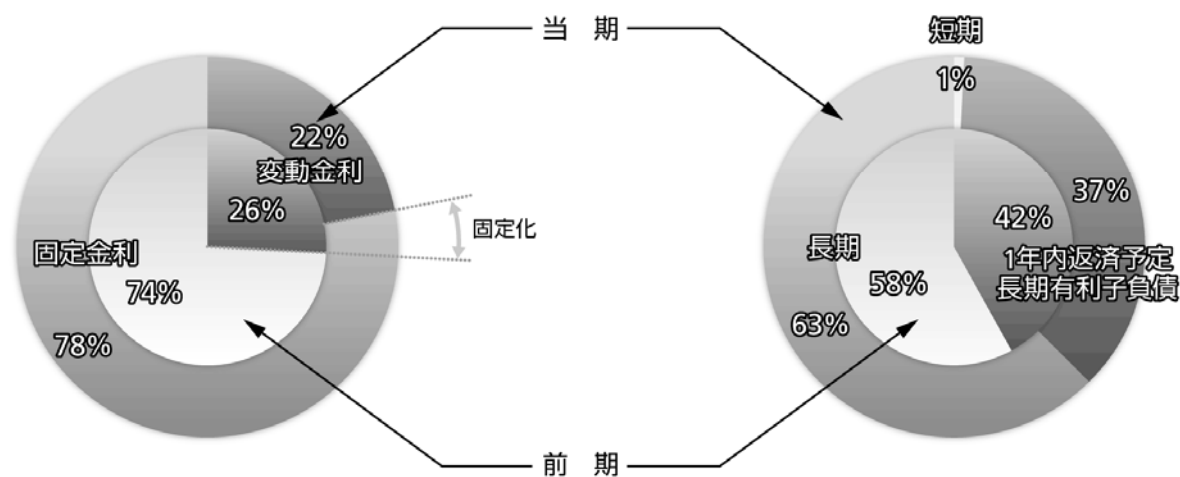 当 期
短期
1%
22%
変動金利
26%
固定化
固定金利
74%
78%
37%
42%
1年内返済予定
長期有利子負債
長期
58%
63%
前 期